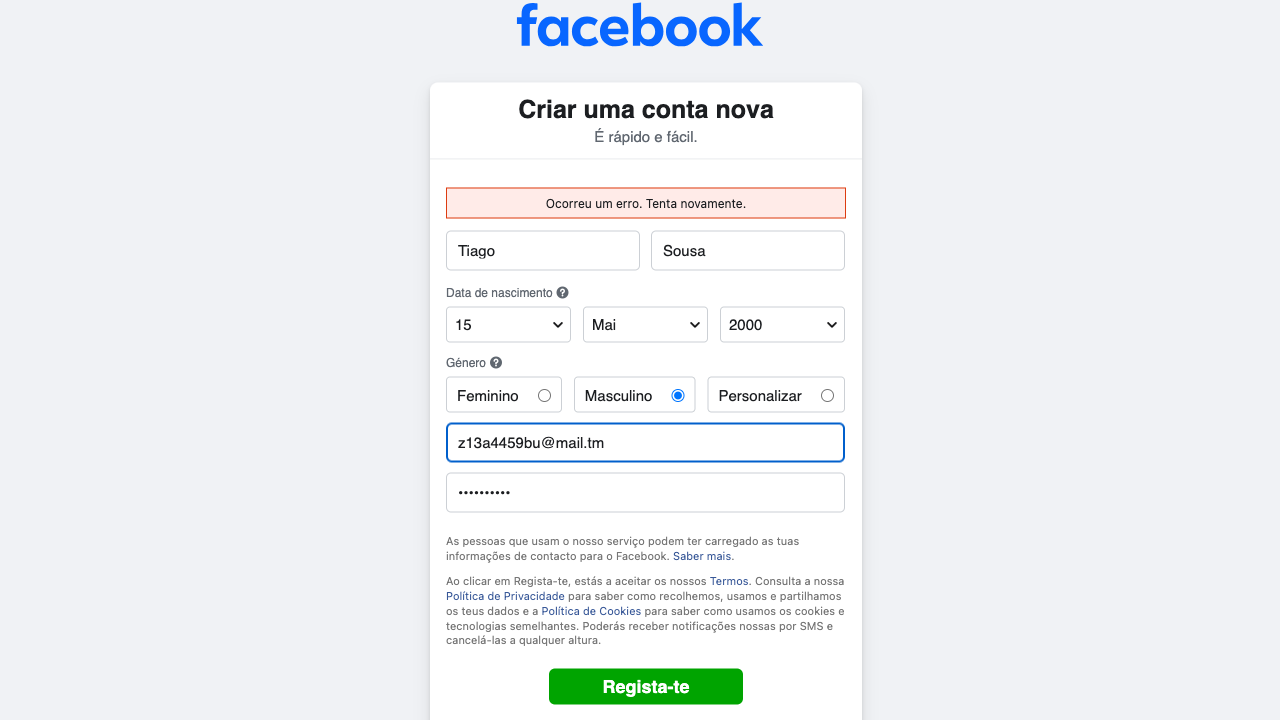 facebook
Criar uma conta nova
É rápido e fácil.
Ocorreu um erro. Tenta novamente.
Tiago Sousa
Data de nascimento ?
15 Mai 2000
Género ?
Feminino Masculino Personalizar
z13a4459bu@mail.tm
••••••••••
As pessoas que usam o nosso serviço podem ter carregado as tuas
informações de contacto para o Facebook. Saber mais.
Ao clicar em Regista-te, estás a aceitar os nossos Termos. Consulta a nossa
Política de Privacidade para saber como recolhemos, usamos e partilhamos
os teus dados e a Política de Cookies para saber como usamos os cookies e
tecnologias semelhantes. Poderás receber notificações nossas por SMS e
cancelá-las a qualquer altura.
Regista-te